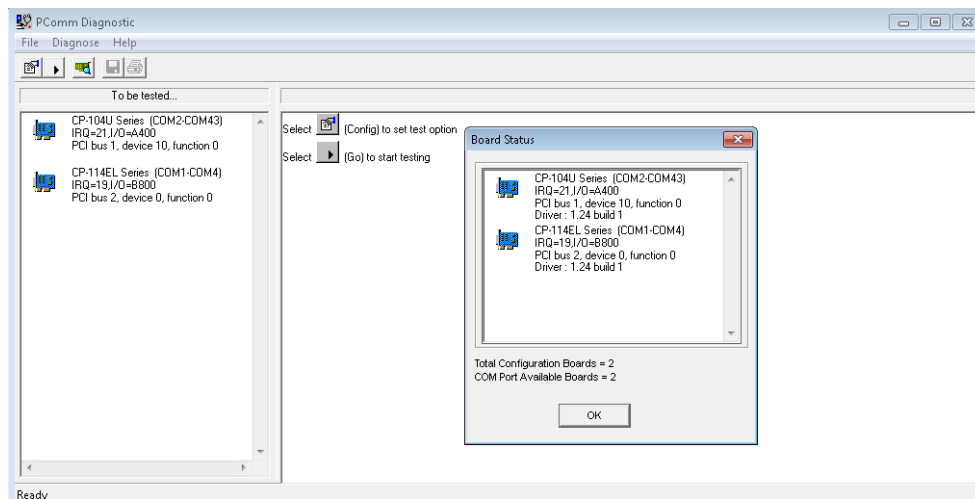 PComm Diagnostic
File Diagnose Help
To be tested...
CP-104U Series (COM2-COM43)
IRQ=21,I/O=A400
PCI bus 1, device 10, function 0
CP-114EL Series (COM1-COM4)
IRQ=19,I/O=B800
PCI bus 2, device 0, function 0
Select (Config) to set test option
Select (Go) to start testing
Board Status
CP-104U Series (COM2-COM43)
IRQ=21,I/O=A400
PCI bus 1, device 10, function 0
Driver : 1.24 build 1
CP-114EL Series (COM1-COM4)
IRQ=19,I/O=B800
PCI bus 2, device 0, function 0
Driver : 1.24 build 1
Total Configuration Boards = 2
COM Port Available Boards = 2
OK
Ready